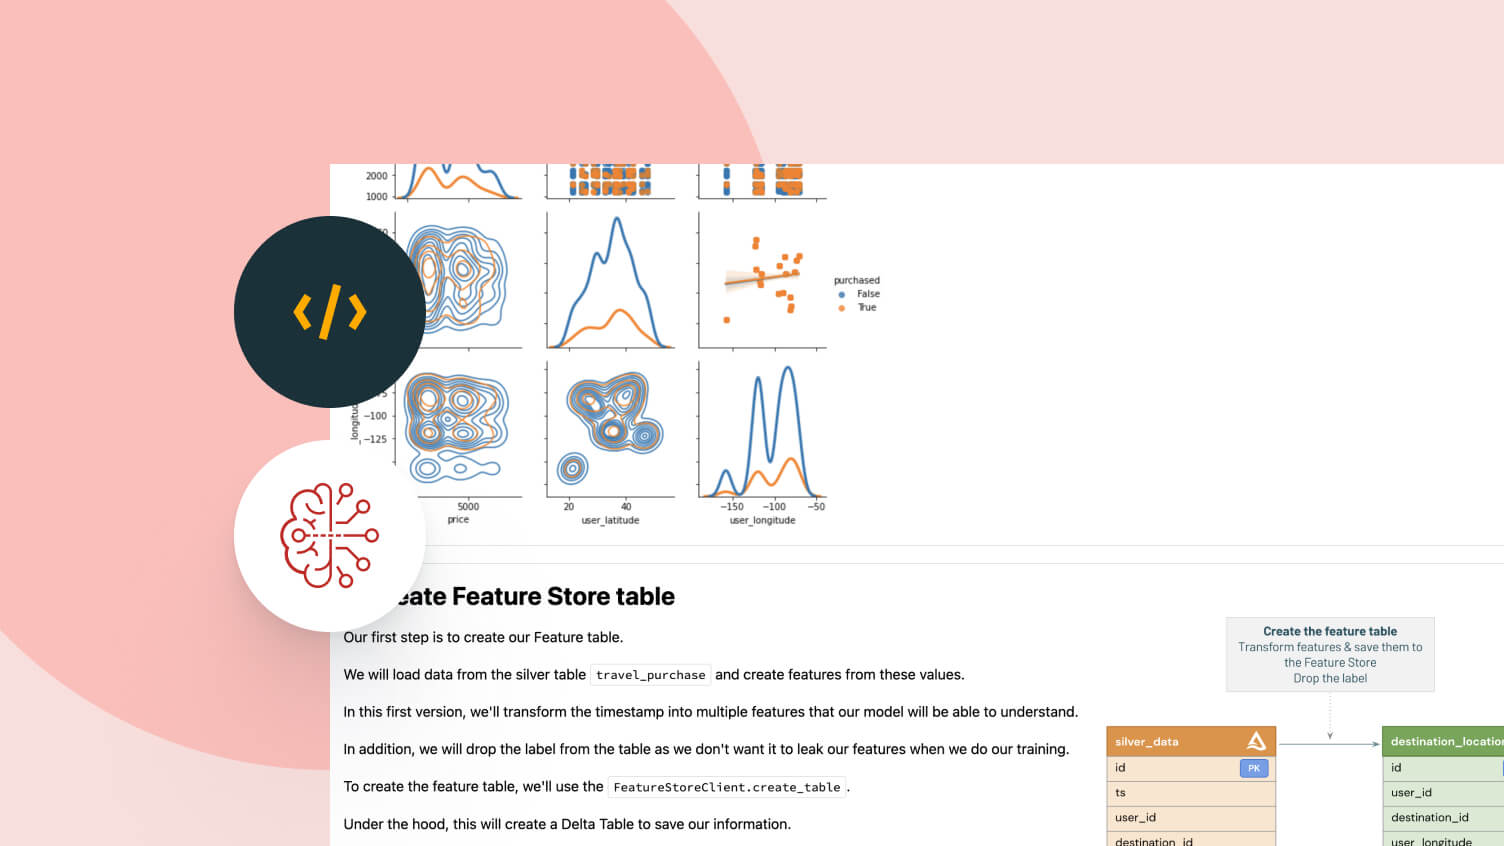 2000
1000
purchased
False
True
−100
−125
5000
20
40
−150
−100
−50
price
user_latitude
user_longitude
Feature Store table
Our first step is to create our Feature table.
We will load data from the silver table travel_purchase and create features from these values.
In this first version, we'll transform the timestamp into multiple features that our model will be able to understand.
In addition, we will drop the label from the table as we don't want it to leak our features when we do our training.
To create the feature table, we'll use the FeatureStoreClient.create_table.
Under the hood, this will create a Delta Table to save our information.
Create the feature table
Transform features & save them to
the Feature Store
Drop the label
silver_data
id
PK
ts
user_id
destination_id
id
user_id
destination_id
user_longitude